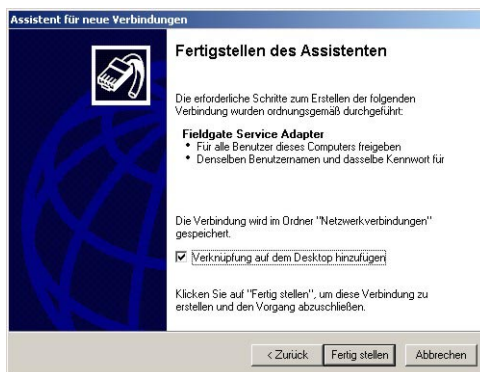 Assistent für neue Verbindungen
Fertigstellen des Assistenten
Die erforderliche Schritte zum Erstellen der folgenden
Verbindung wurden ordnungsgemäß durchgeführt:
Fieldgate Service Adapter
• Für alle Benutzer dieses Computers freigeben
• Denselben Benutzernamen und dasselbe Kennwort für
Die Verbindung wird im Ordner "Netzwerkverbindungen"
gespeichert.
Verknüpfung auf dem Desktop hinzufügen
Klicken Sie auf "Fertig stellen", um diese Verbindung zu
erstellen und den Vorgang abzuschließen.
< Zurück Fertig stellen Abbrechen